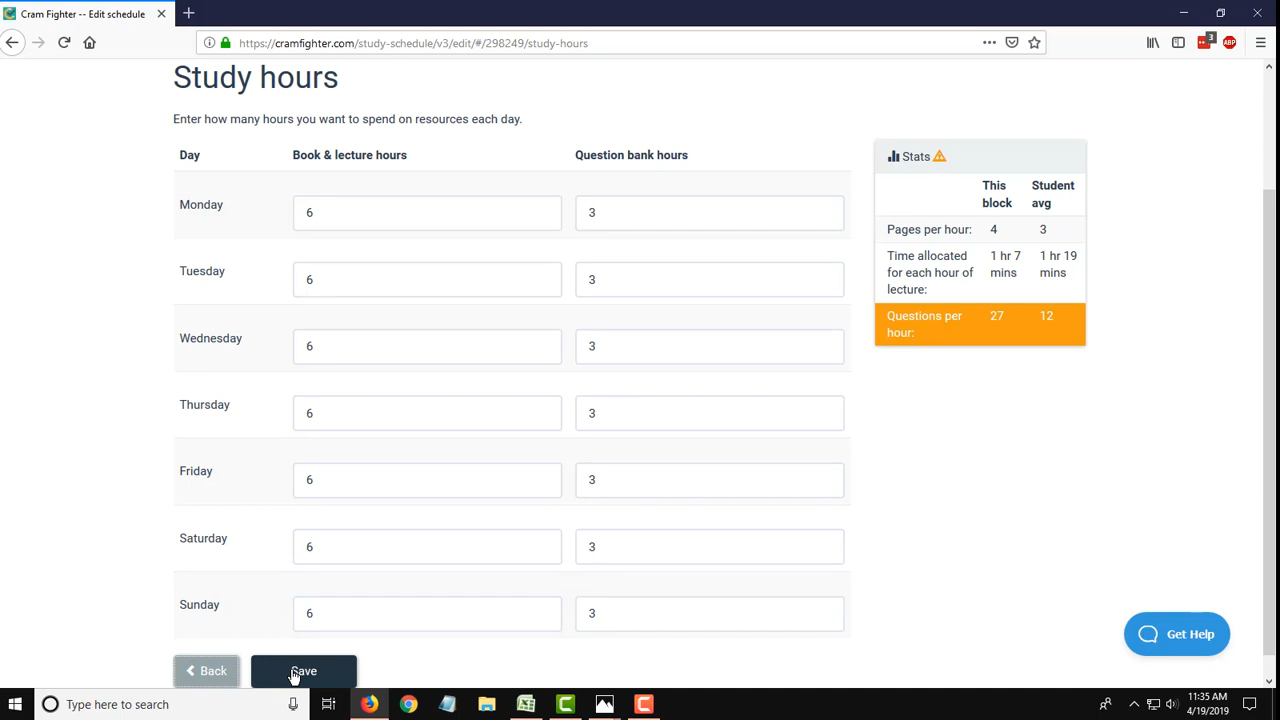 Cram Fighter -- Edit schedule
https://cramfighter.com/study-schedule/v3/edit/#/298249/study-hours
3
ABP
Study hours
Enter how many hours you want to spend on resources each day.
Day Book & lecture hours Question bank hours
Monday 6 3
Tuesday 6 3
Wednesday 6 3
Thursday 6 3
Friday 6 3
Saturday 6 3
Sunday 6 3
Back
Save
Stats
This block
Student avg
Pages per hour: 4 3
Time allocated 1 hr 7 1 hr 19
for each hour of mins mins
lecture:
Questions per 27 12
hour:
Get Help
Type here to search
11:35 AM
4/19/2019